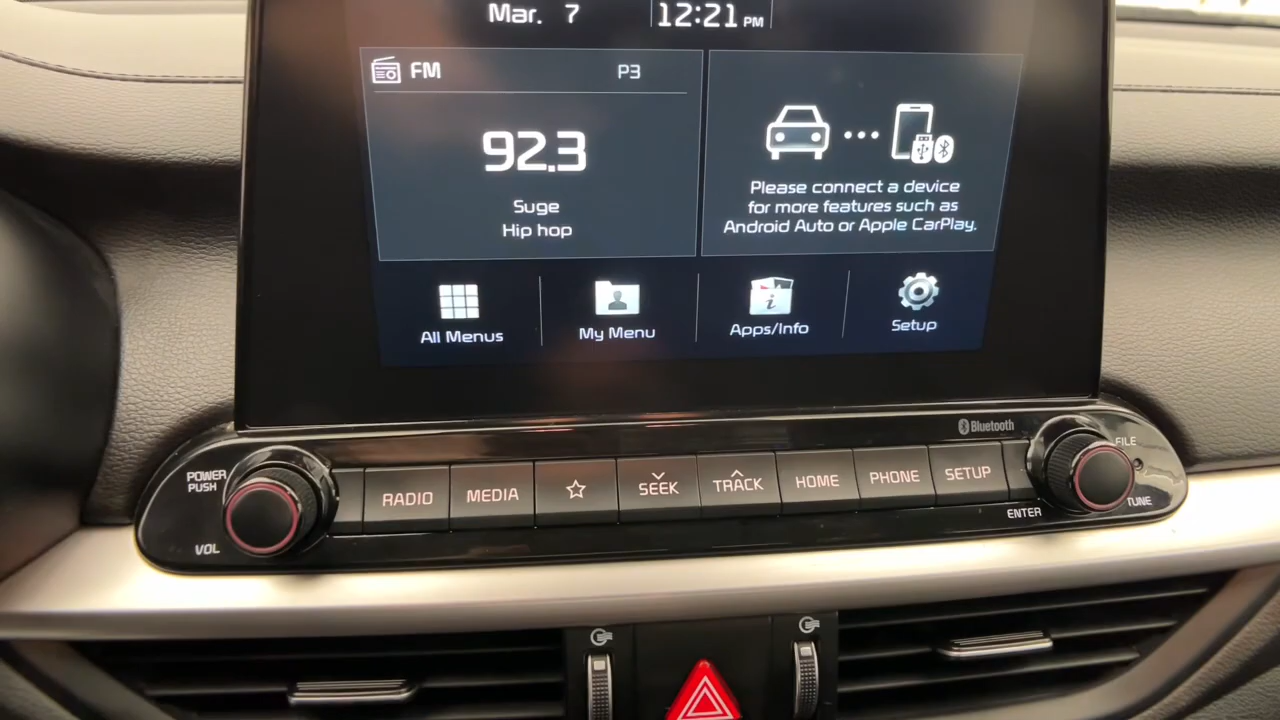 Mar. 7 12:21 PM
FM P3
92.3
Suge
Hip hop
Please connect a device
for more features such as
Android Auto or Apple CarPlay.
All Menus My Menu Apps/Info Setup
Bluetooth
POWER
PUSH
VOL
RADIO MEDIA SEEK TRACK HOME PHONE SETUP
FILE
TUNE
ENTER